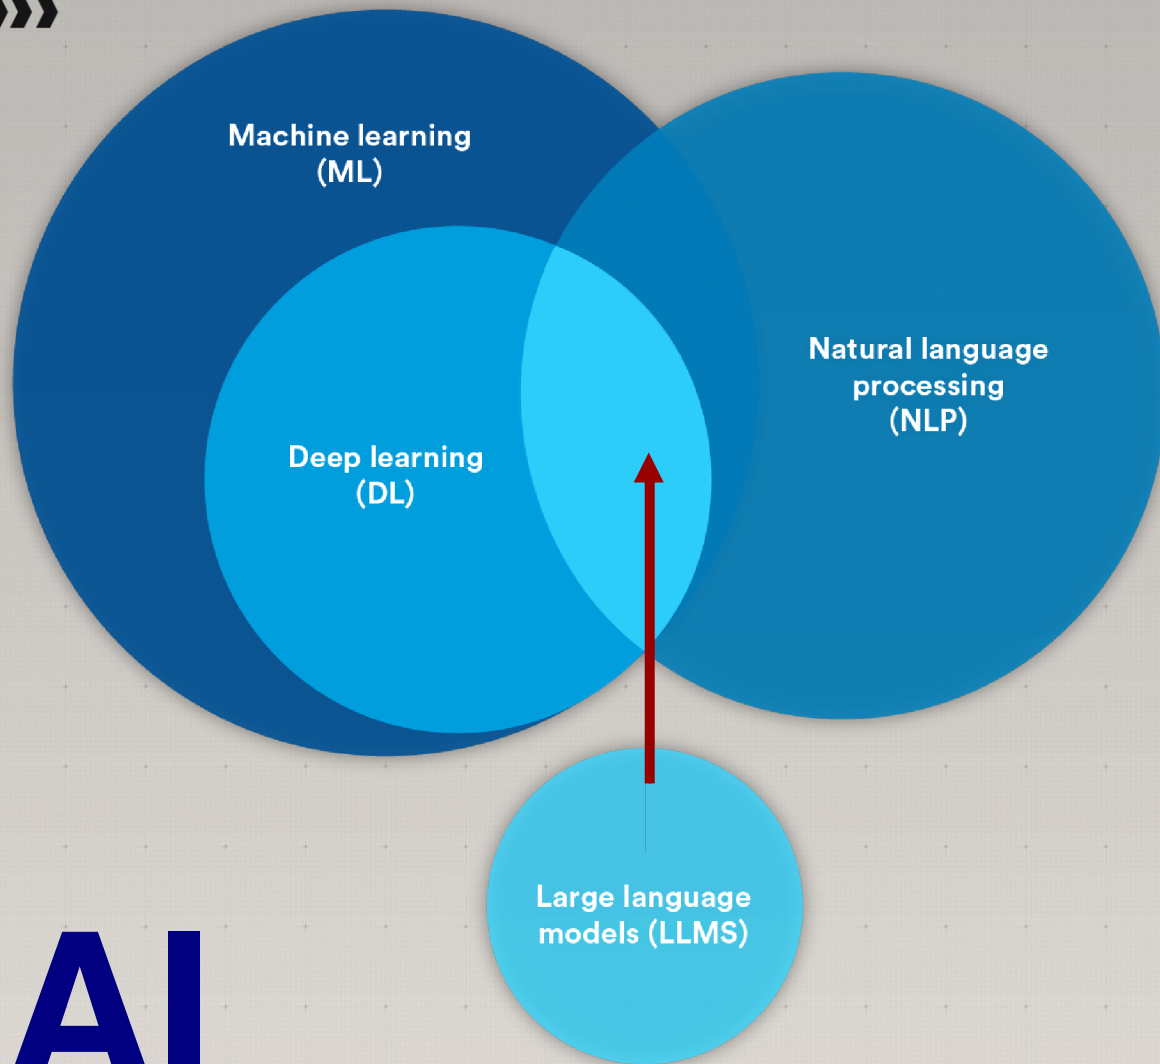 Machine learning
(ML)
Natural language
processing
(NLP)
Deep learning
(DL)
Large language
models (LLMS)
AI